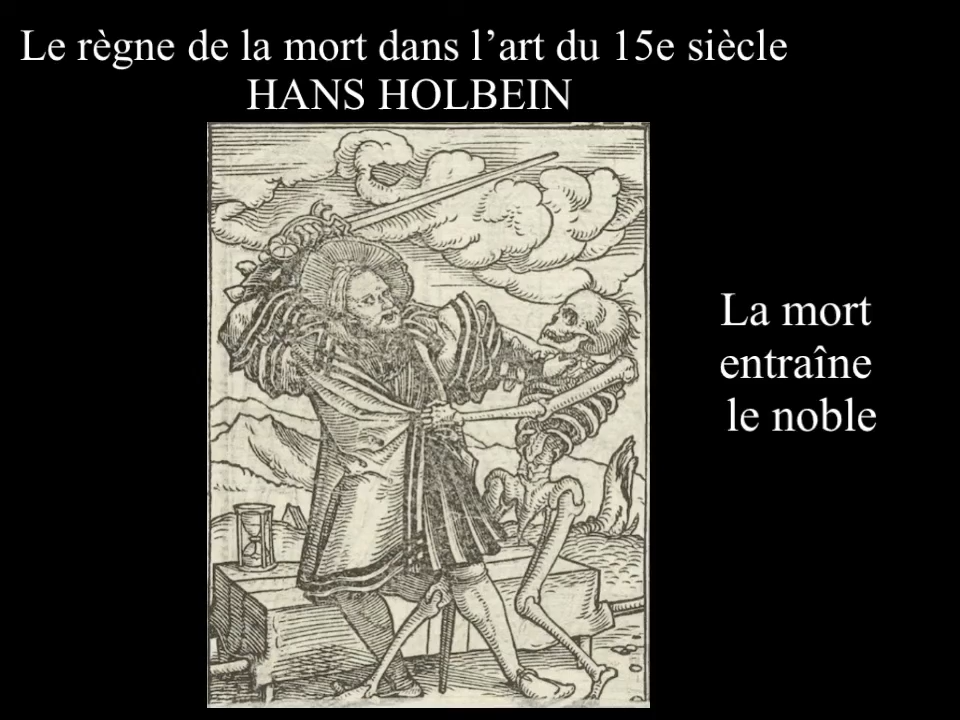 Le règne de la mort dans l’art du 15e siècle
HANS HOLBEIN
La mort
entraîne
le noble